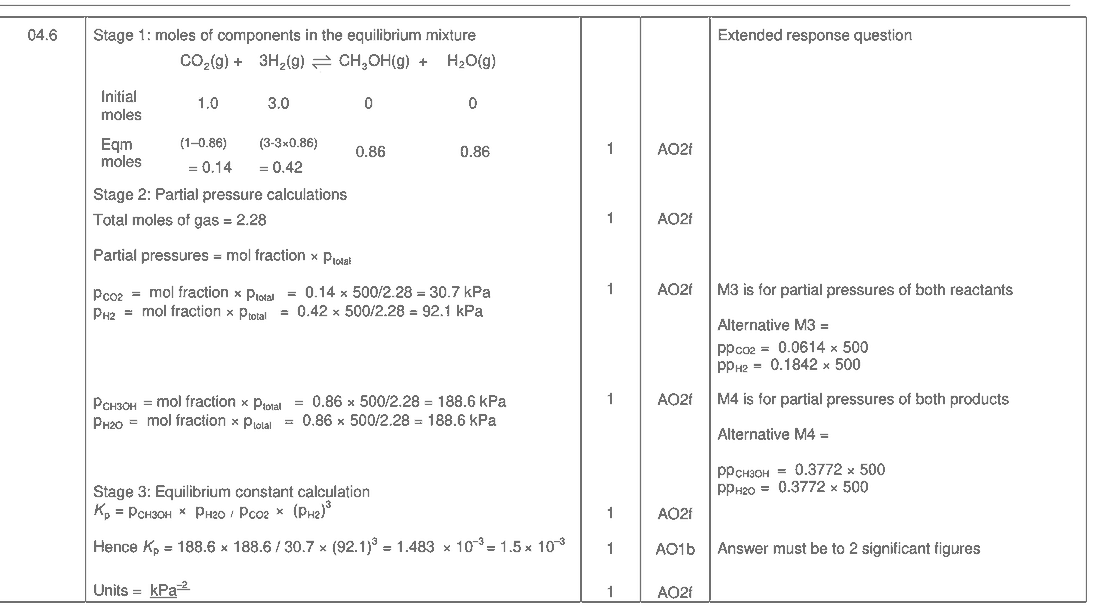 04.6 Stage 1: moles of components in the equilibrium mixture Extended response question
CO₂(g) + 3H₂(g) ⇌ CH₃OH(g) + H₂O(g)
Initial moles 1.0 3.0 0 0
Eqm moles (1–0.86) = 0.14 (3-3×0.86) = 0.42 0.86 0.86 1 AO2f
Stage 2: Partial pressure calculations
Total moles of gas = 2.28 1 AO2f
Partial pressures = mol fraction × p_total
p_CO2 = mol fraction × p_total = 0.14 × 500/2.28 = 30.7 kPa 1 AO2f M3 is for partial pressures of both reactants
p_H2 = mol fraction × p_total = 0.42 × 500/2.28 = 92.1 kPa
Alternative M3 =
pp_CO2 = 0.0614 × 500
pp_H2 = 0.1842 × 500
p_CH3OH = mol fraction × p_total = 0.86 × 500/2.28 = 188.6 kPa 1 AO2f M4 is for partial pressures of both products
p_H2O = mol fraction × p_total = 0.86 × 500/2.28 = 188.6 kPa
Alternative M4 =
pp_CH3OH = 0.3772 × 500
pp_H2O = 0.3772 × 500
Stage 3: Equilibrium constant calculation
K_p = p_CH3OH × p_H2O / p_CO2 × (p_H2)³ 1 AO2f
Hence K_p = 188.6 × 188.6 / 30.7 × (92.1)³ = 1.483 × 10⁻³ = 1.5 × 10⁻³ 1 AO1b Answer must be to 2 significant figures
Units = kPa⁻² 1 AO2f